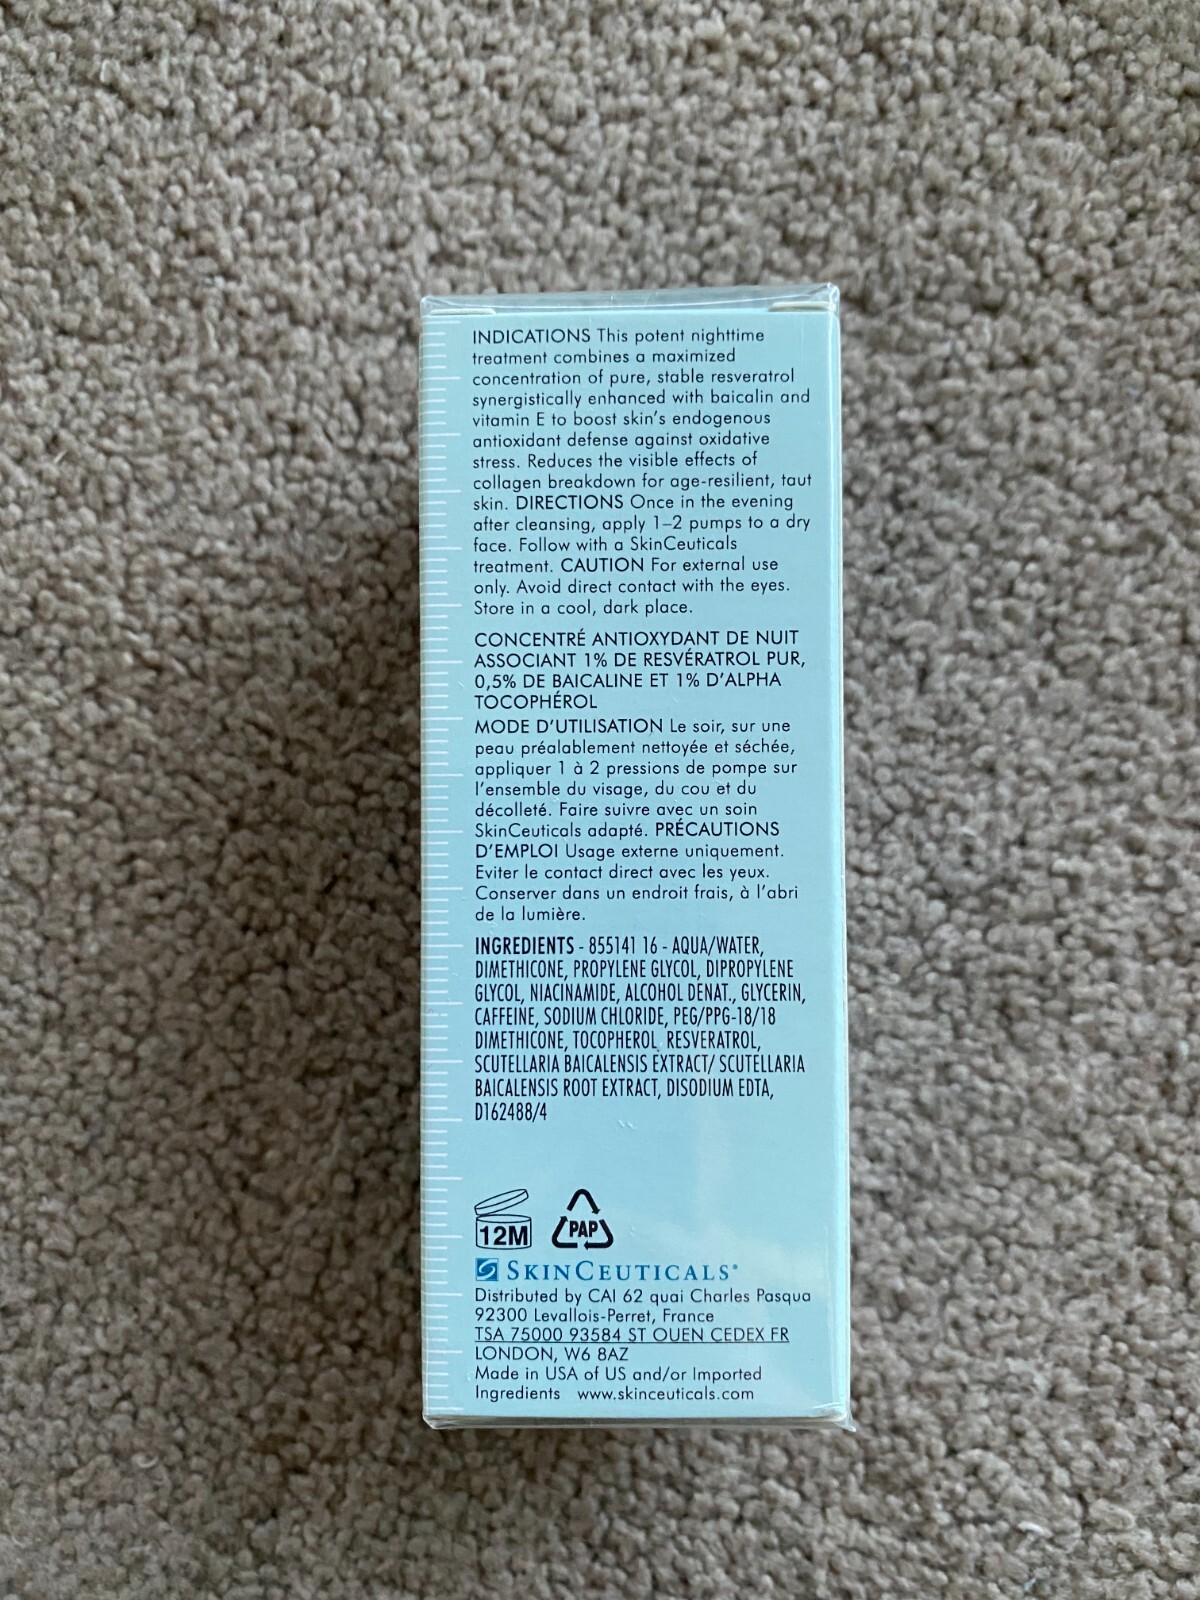 INDICATIONS This potent nighttime
treatment combines a maximized
concentration of pure, stable resveratrol
synergistically enhanced with baicalin and
vitamin E to boost skin's endogenous
antioxidant defense against oxidative
stress. Reduces the visible effects of
collagen breakdown for age-resilient, taut
skin. DIRECTIONS Once in the evening
after cleansing, apply 1–2 pumps to a dry
face. Follow with a SkinCeuticals
treatment. CAUTION For external use
only. Avoid direct contact with the eyes.
Store in a cool, dark place.
CONCENTRÉ ANTIOXYDANT DE NUIT
ASSOCIANT 1% DE RESVÉRATROL PUR,
0,5% DE BAICALINE ET 1% D'ALPHA
TOCOPHÉROL
MODE D'UTILISATION Le soir, sur une
peau préalablement nettoyée et séchée,
appliquer 1 à 2 pressions de pompe sur
l'ensemble du visage, du cou et du
décolleté. Faire suivre avec un soin
SkinCeuticals adapté. PRÉCAUTIONS
D'EMPLOI Usage externe uniquement.
Eviter le contact direct avec les yeux.
Conserver dans un endroit frais, à l'abri
de la lumière.
INGREDIENTS - 855141 16 - AQUA/WATER,
DIMETHICONE, PROPYLENE GLYCOL, DIPROPYLENE
GLYCOL, NIACINAMIDE, ALCOHOL DENAT., GLYCERIN,
CAFFEINE, SODIUM CHLORIDE, PEG/PPG-18/18
DIMETHICONE, TOCOPHEROL, RESVERATROL,
SCUTELLARIA BAICALENSIS EXTRACT/ SCUTELLARIA
BAICALENSIS ROOT EXTRACT, DISODIUM EDTA,
D162488/4
12M PAP
SKINCEUTICALS®
Distributed by CAI 62 quai Charles Pasqua
92300 Levallois-Perret, France
TSA 75000 93584 ST OUEN CEDEX FR
LONDON, W6 8AZ
Made in USA of US and/or Imported
Ingredients www.skinceuticals.com